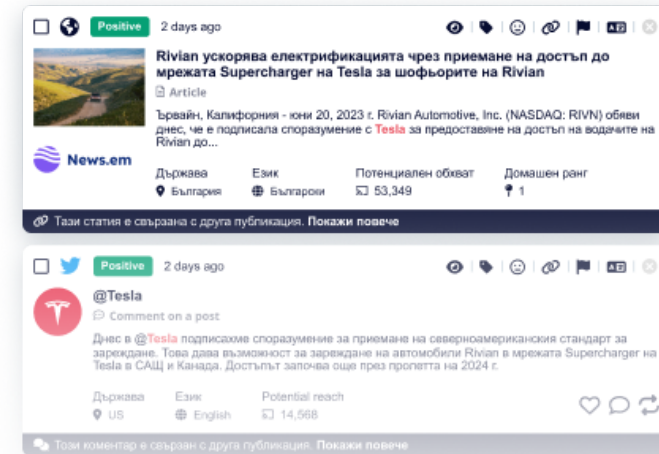 Positive 2 days ago
Rivian ускорява електрификацията чрез приемане на достъп до
мрежата Supercharger на Tesla за шофьорите на Rivian
Article
Ървайн, Калифорния - юни 20, 2023 г. Rivian Automotive, Inc. (NASDAQ: RIVN) обяви
днес, че е подписала споразумение с Tesla за предоставяне на достъп на водачите на
Rivian до...
News.em
Държава Език Потенциален обхват Домашен ранг
България Български 53,349 1
Тази статия е свързана с друга публикация. Покажи повече
Positive 2 days ago
@Tesla
Comment on a post
Днес в @Tesla подписахме споразумение за приемане на северноамериканския стандарт за
зареждане. Това дава възможност за зареждане на автомобили Rivian в мрежата Supercharger на
Tesla в САЩ и Канада. Достъпът започва още през пролетта на 2024 г.
Държава Език Potential reach
US English 14,568
Този коментар е свързан с друга публикация. Покажи повече